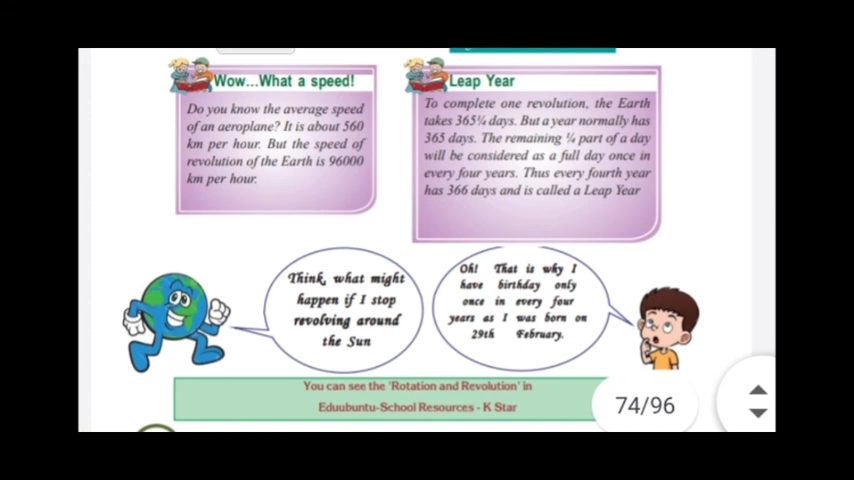 Wow...What a speed!
Do you know the average speed
of an aeroplane? It is about 560
km per hour. But the speed of
revolution of the Earth is 96000
km per hour.
Leap Year
To complete one revolution, the Earth
takes 365¼ days. But a year normally has
365 days. The remaining ¼ part of a day
will be considered as a full day once in
every four years. Thus every fourth year
has 366 days and is called a Leap Year
Think, what might
happen if I stop
revolving around
the Sun
Oh! That is why I
have birthday only
once in every four
years as I was born on
29th February.
You can see the 'Rotation and Revolution' in
Eduubuntu-School Resources - K Star
74/96